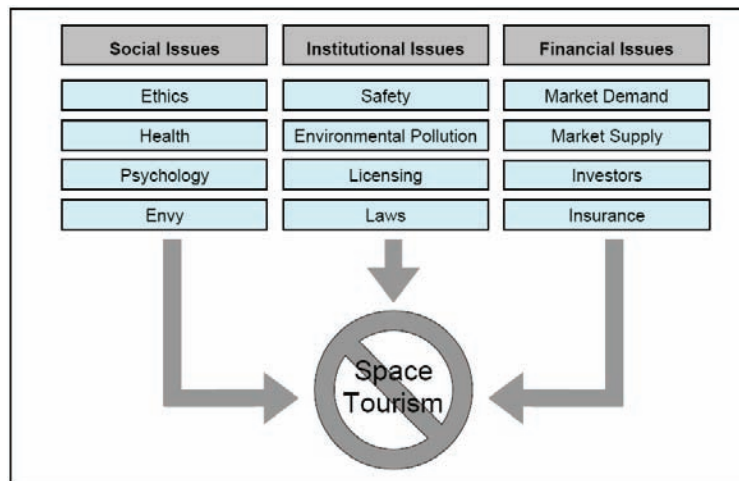 Social Issues
Institutional Issues
Financial Issues
Ethics
Safety
Market Demand
Health
Environmental Pollution
Market Supply
Psychology
Licensing
Investors
Envy
Laws
Insurance
Space
Tourism